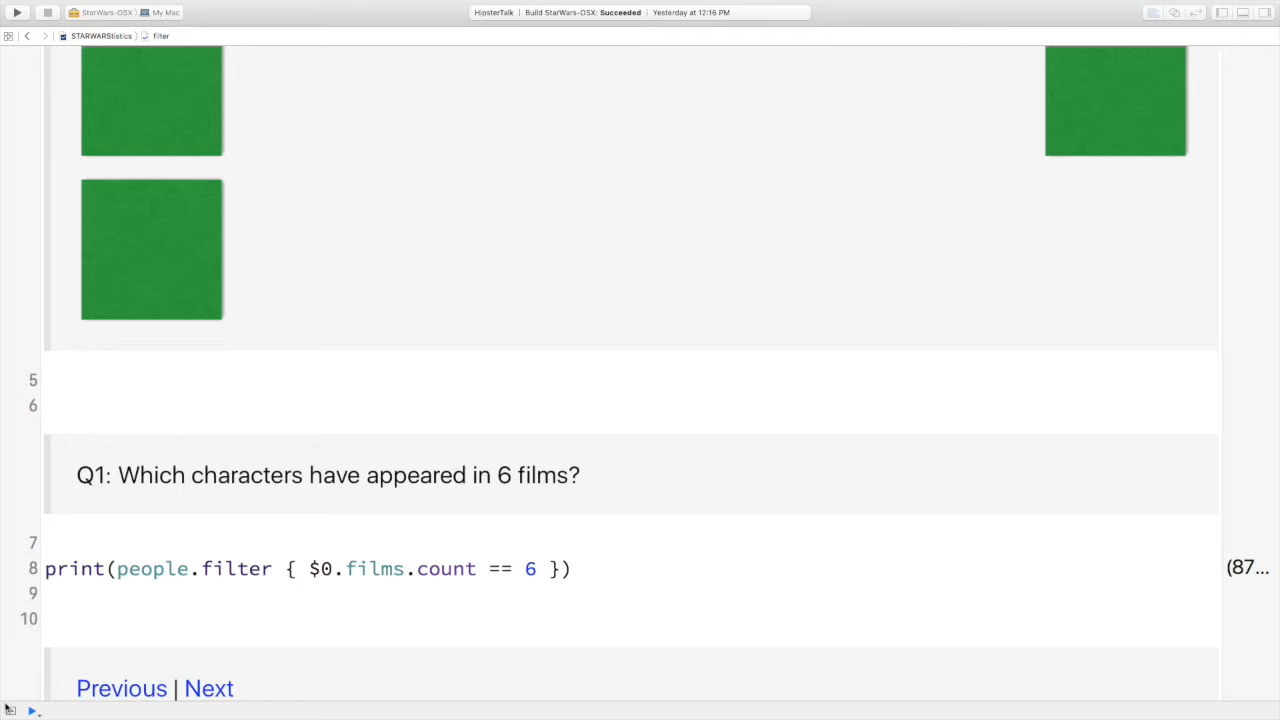 StarWars-OSX 〉 My Mac
HipsterTalk | Build StarWars-OSX: Succeeded | Yesterday at 12:16 PM
STARWARStistics 〉 filter
5
6
Q1: Which characters have appeared in 6 films?
7
8 print(people.filter { $0.films.count == 6 }) (87...
9
10
Previous | Next